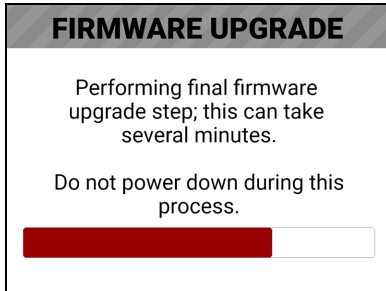 FIRMWARE UPGRADE
Performing final firmware
upgrade step; this can take
several minutes.
Do not power down during this
process.